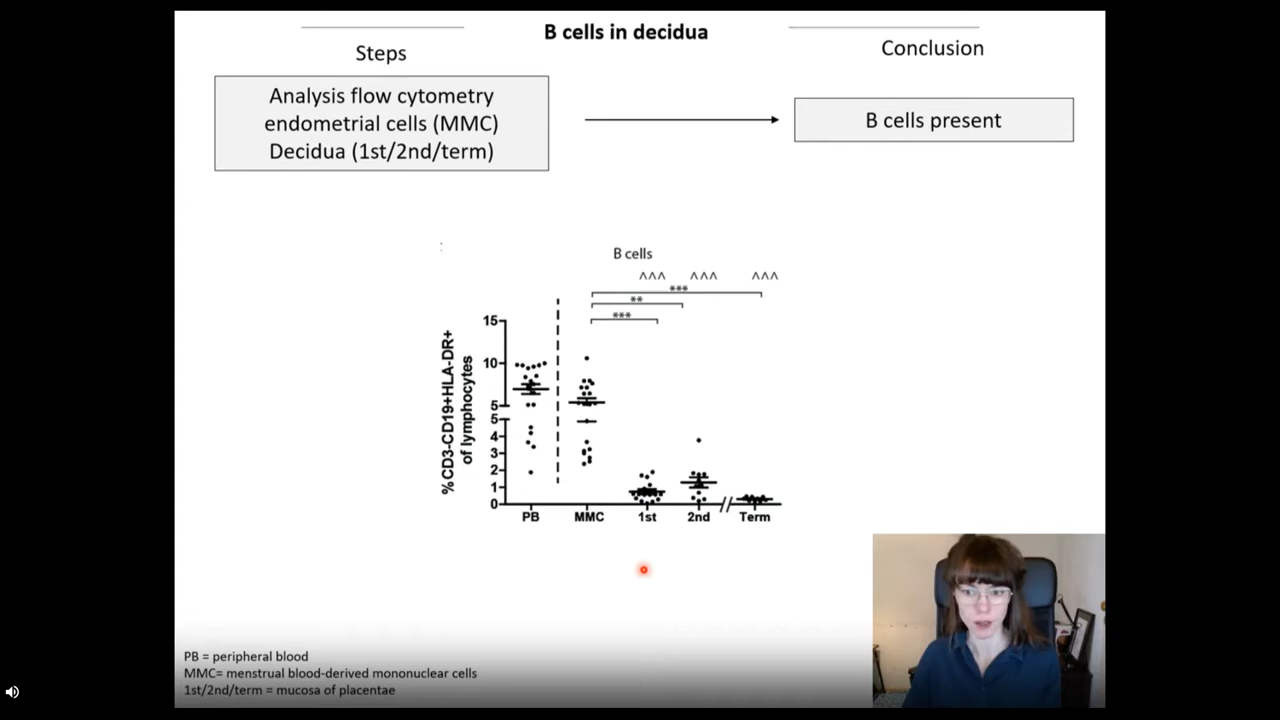 B cells in decidua
Steps
Conclusion
Analysis flow cytometry
endometrial cells (MMC)
Decidua (1st/2nd/term)
B cells present
B cells
^^^ ^^^ ^^^
***
**
***
%CD3-CD19+HLA-DR+
of lymphocytes
15
10
5
5
4
3
2
1
0
PB MMC 1st 2nd Term
PB = peripheral blood
MMC= menstrual blood-derived mononuclear cells
1st/2nd/term = mucosa of placentae